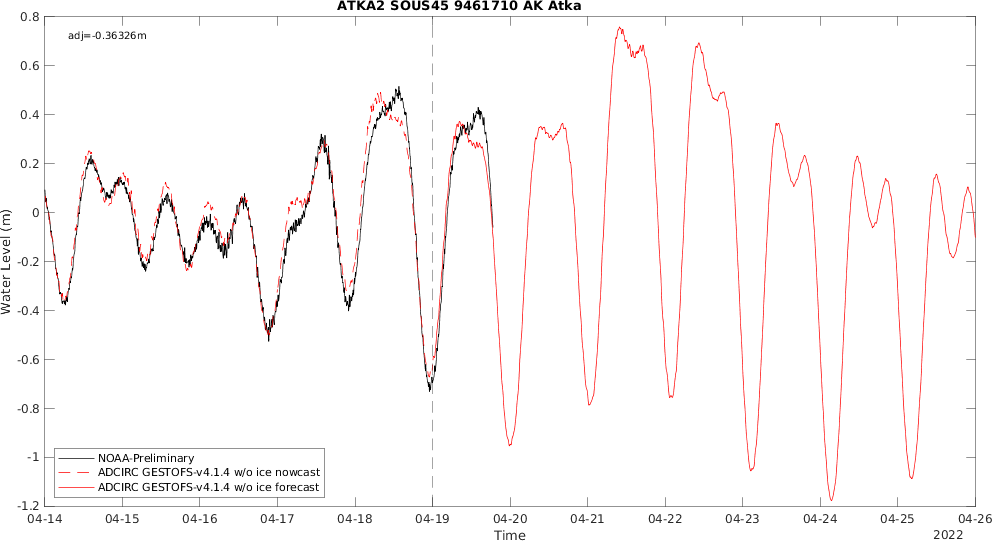 ATKA2 SOUS45 9461710 AK Atka
adj=-0.36326m
0.8
0.6
0.4
0.2
0
-0.2
-0.4
-0.6
-0.8
-1
-1.2
Water Level (m)
NOAA-Preliminary
ADCIRC GESTOFS-v4.1.4 w/o ice nowcast
ADCIRC GESTOFS-v4.1.4 w/o ice forecast
04-14 04-15 04-16 04-17 04-18 04-19 04-20 04-21 04-22 04-23 04-24 04-25 04-26
Time
2022